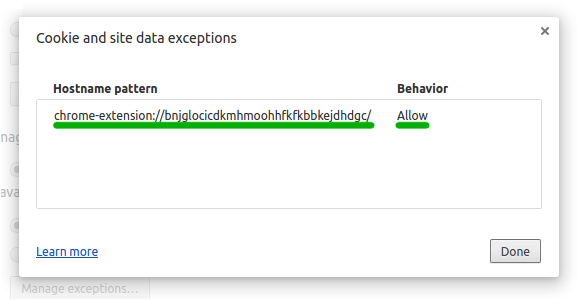 Cookie and site data exceptions
×
Hostname pattern Behavior
chrome-extension://bnjglocicdkmhmoohhfkfkbbkejdhdgc/ Allow
nag
ava
Learn more Done
Manage exceptions...